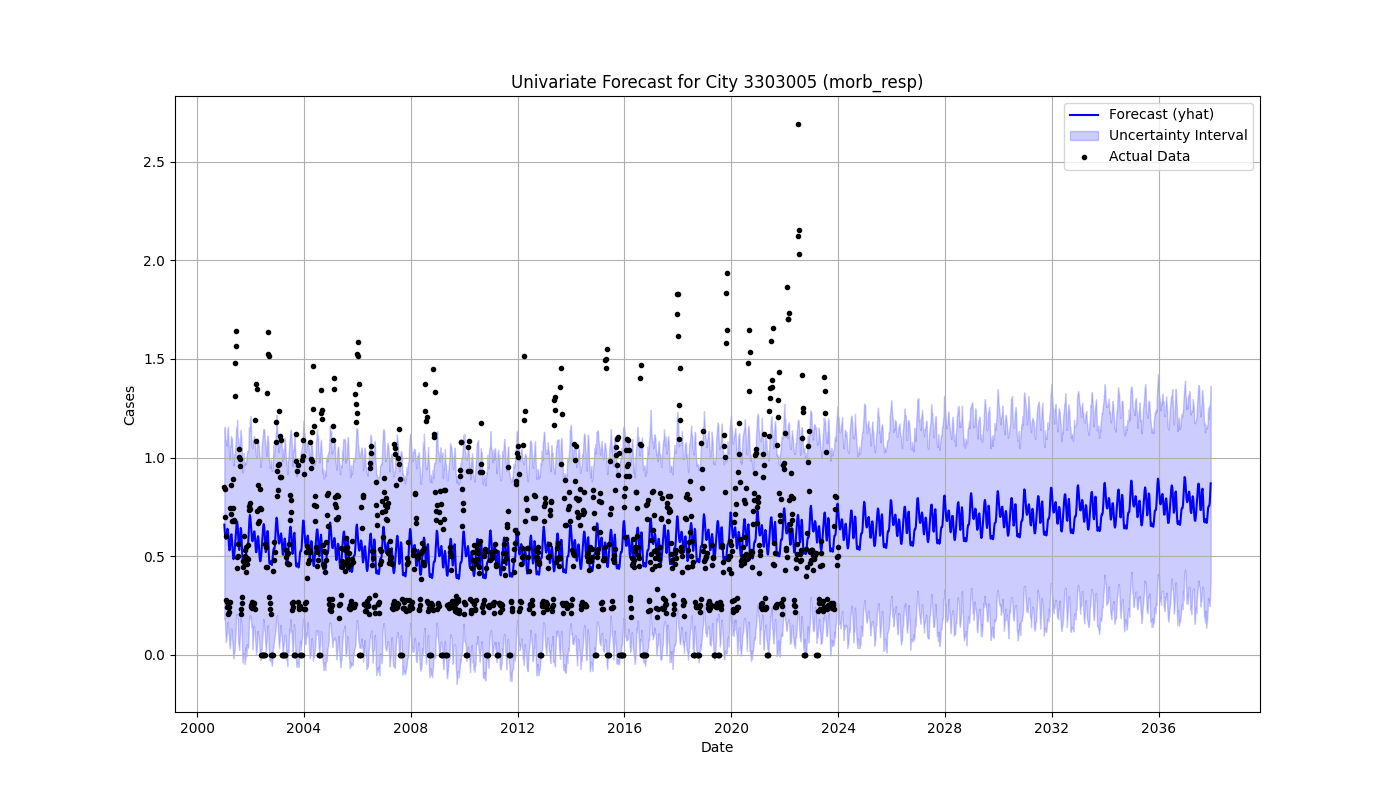 Univariate Forecast for City 3303005 (morb_resp)
Forecast (yhat)
Uncertainty Interval
Actual Data
Cases
2.5
2.0
1.5
1.0
0.5
0.0
2000 2004 2008 2012 2016 2020 2024 2028 2032 2036
Date